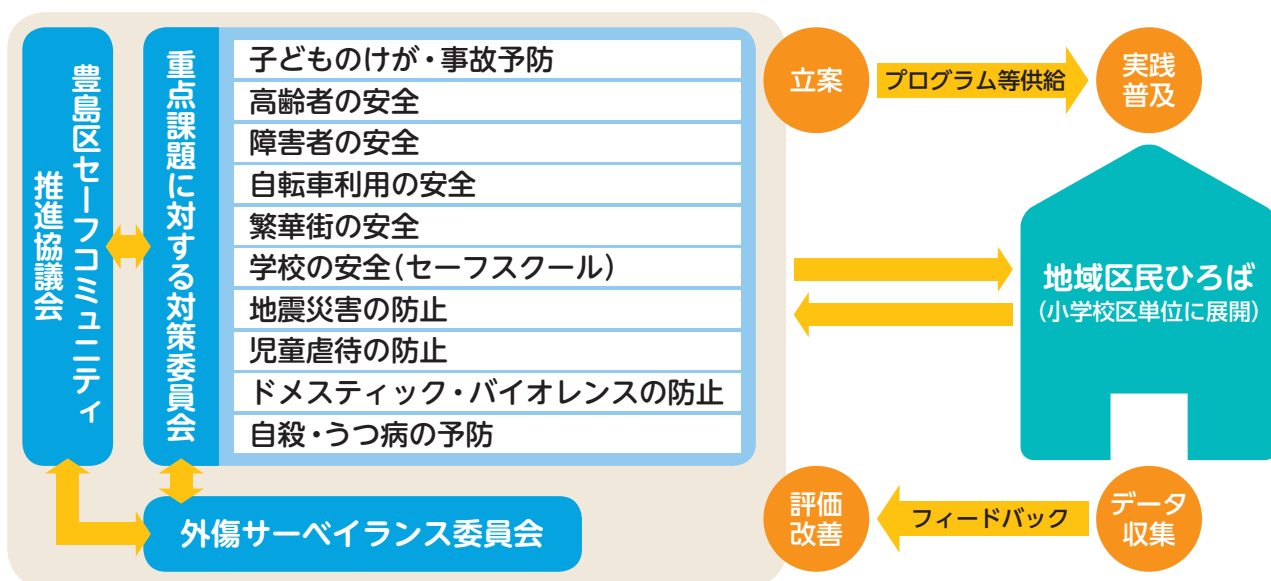 豊島区セーフコミュニティ
推進協議会
重点課題に対する対策委員会
子どものけが・事故予防
高齢者の安全
障害者の安全
自転車利用の安全
繁華街の安全
学校の安全(セーフスクール)
地震災害の防止
児童虐待の防止
ドメスティック・バイオレンスの防止
自殺・うつ病の予防
外傷サーベイランス委員会
立案
プログラム等供給
実践
普及
地域区民ひろば
(小学校区単位に展開)
評価
改善
フィードバック
データ
収集